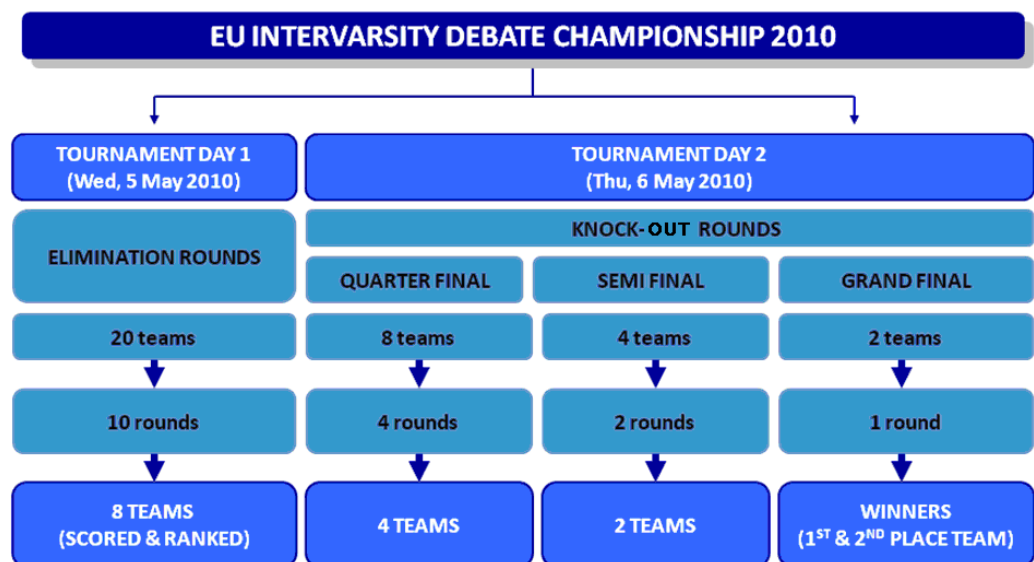 EU INTERVARSITY DEBATE CHAMPIONSHIP 2010
TOURNAMENT DAY 1
(Wed, 5 May 2010)
TOURNAMENT DAY 2
(Thu, 6 May 2010)
ELIMINATION ROUNDS
KNOCK-OUT ROUNDS
QUARTER FINAL
SEMI FINAL
GRAND FINAL
20 teams
8 teams
4 teams
2 teams
10 rounds
4 rounds
2 rounds
1 round
8 TEAMS
(SCORED & RANKED)
4 TEAMS
2 TEAMS
WINNERS
(1ST & 2ND PLACE TEAM)